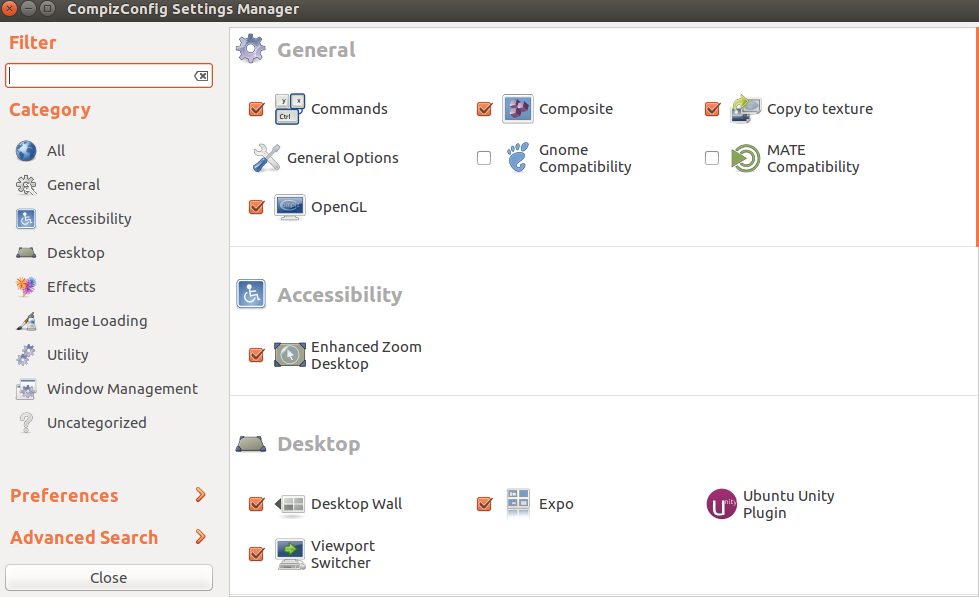 CompizConfig Settings Manager
Filter
Category
All
General
Accessibility
Desktop
Effects
Image Loading
Utility
Window Management
Uncategorized
Preferences
Advanced Search
Close
General
Commands
Composite
Copy to texture
General Options
Gnome
Compatibility
MATE
Compatibility
OpenGL
Accessibility
Enhanced Zoom
Desktop
Desktop
Desktop Wall
Expo
Ubuntu Unity
Plugin
Viewport
Switcher